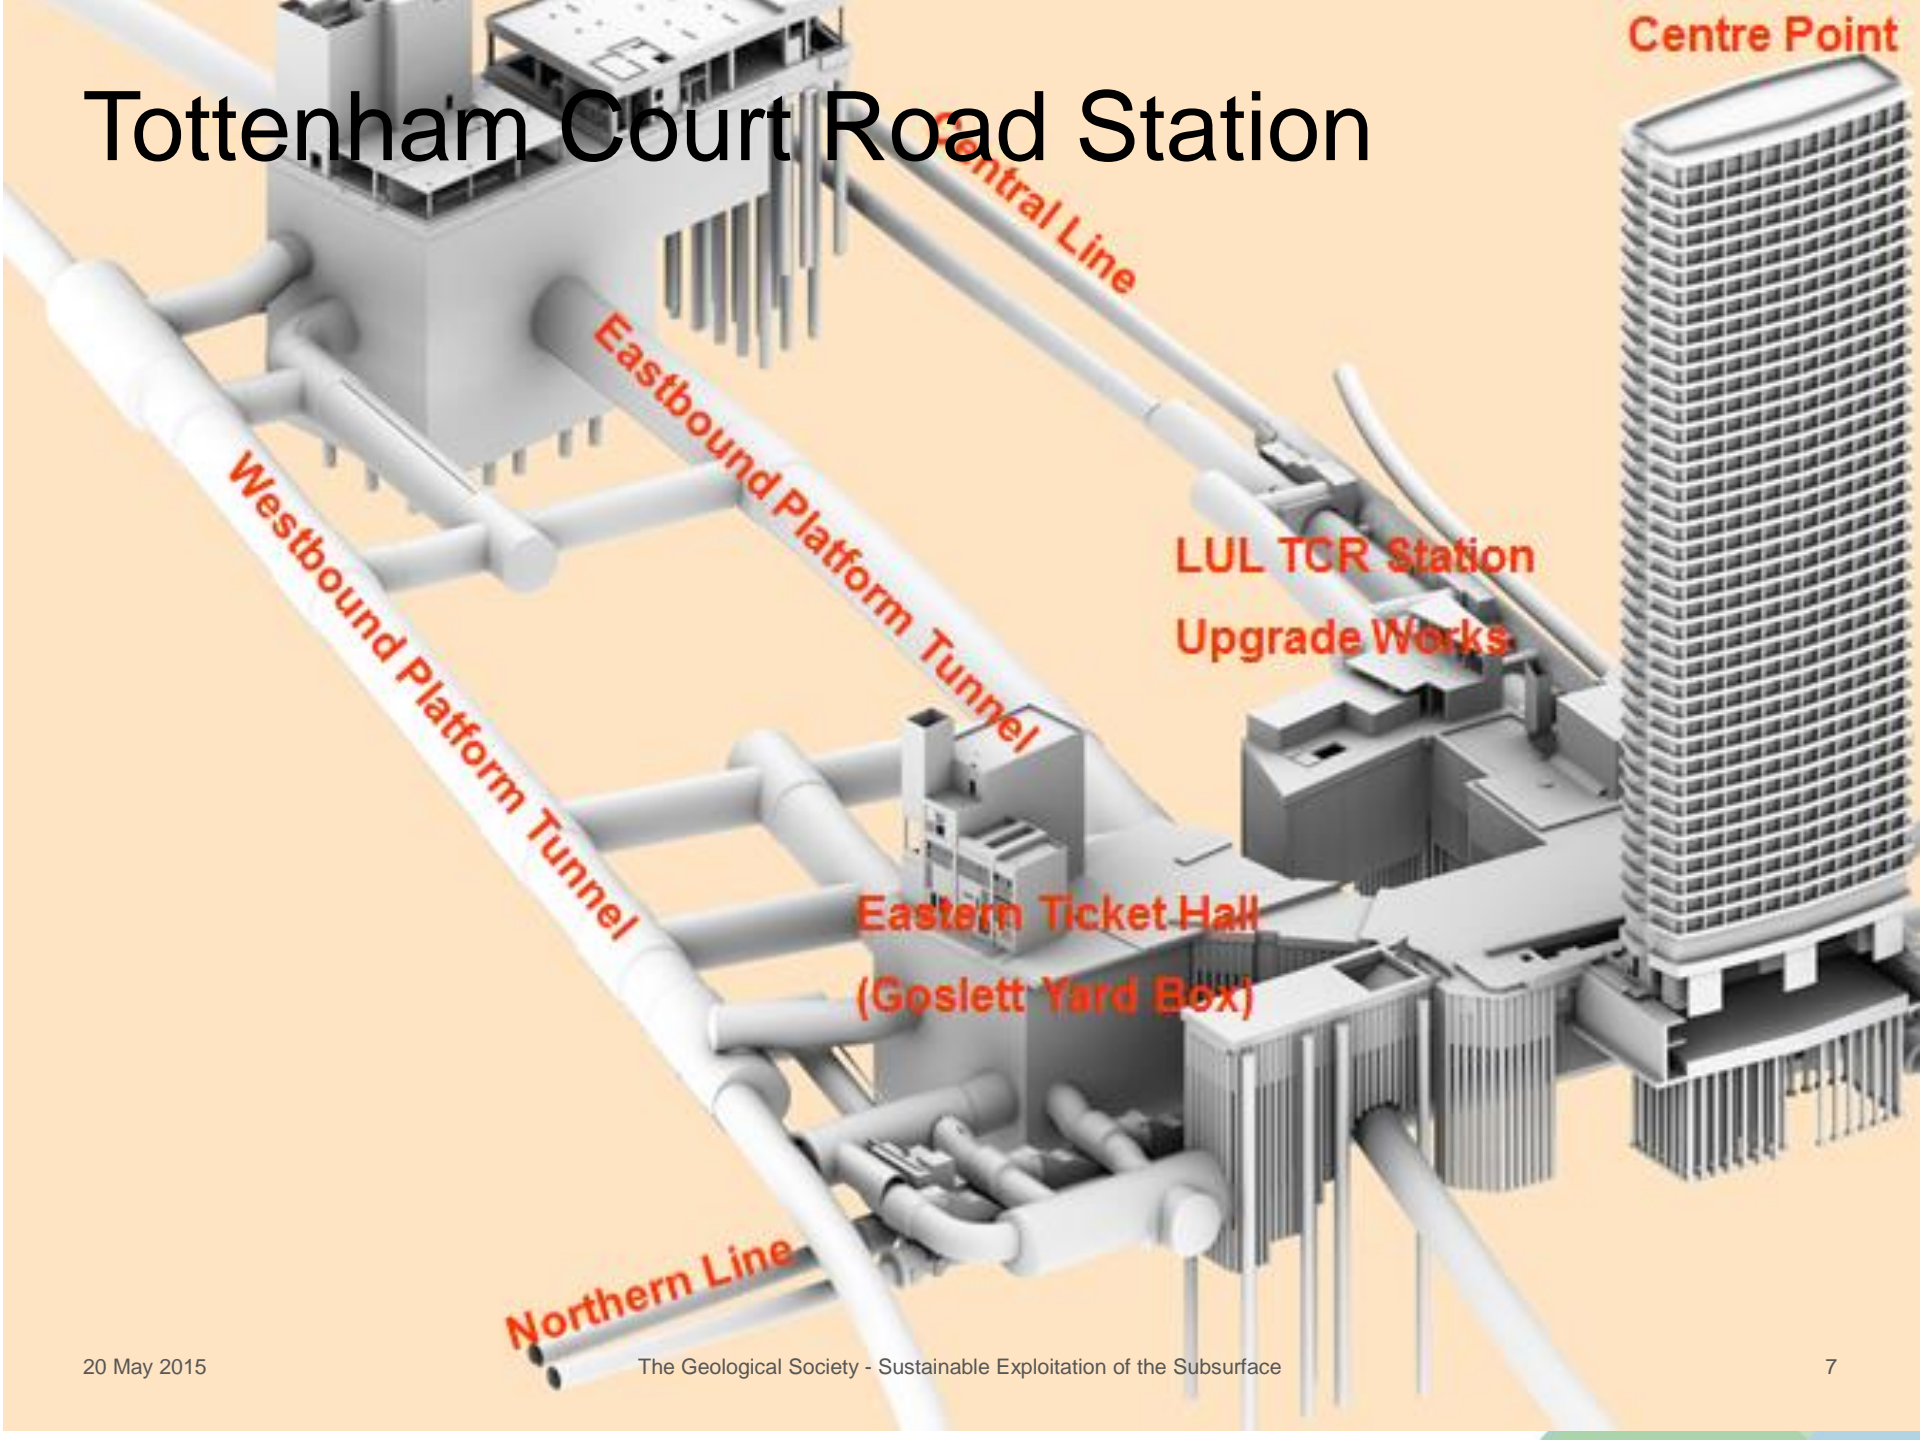 Centre Point
Tottenham Court Road Station
Central Line
Eastbound Platform Tunnel
Westbound Platform Tunnel
LUL TCR Station
Upgrade Works
Eastern Ticket Hall
(Goslett Yard Box)
Northern Line
20 May 2015
The Geological Society - Sustainable Exploitation of the Subsurface
7